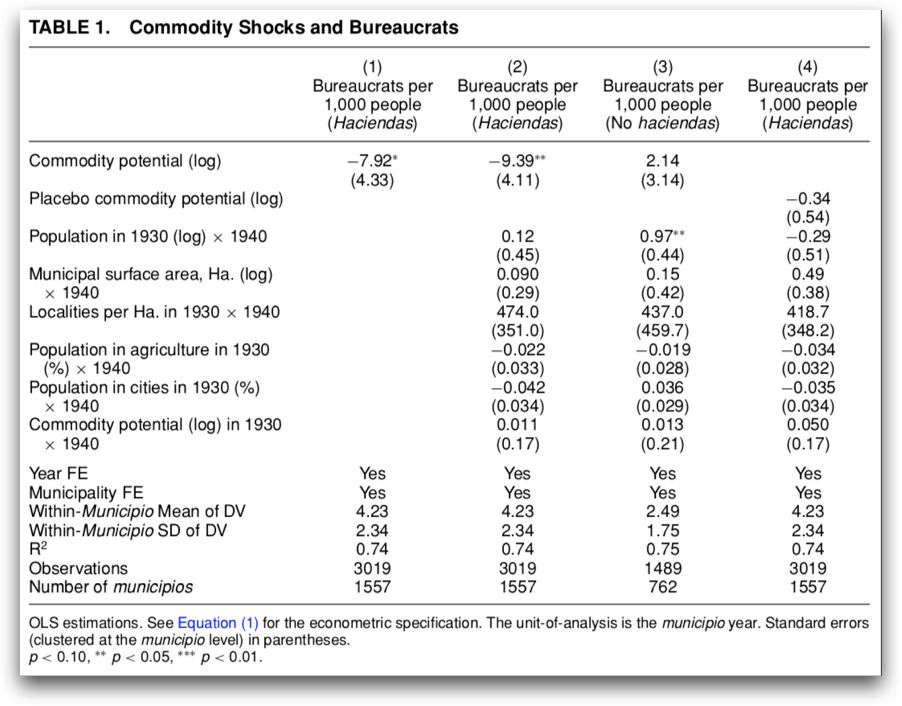 TABLE 1. Commodity Shocks and Bureaucrats
(1) (2) (3) (4)
Bureaucrats per Bureaucrats per Bureaucrats per Bureaucrats per
1,000 people 1,000 people 1,000 people 1,000 people
(Haciendas) (Haciendas) (No haciendas) (Haciendas)
Commodity potential (log) −7.92* −9.39** 2.14
(4.33) (4.11) (3.14)
Placebo commodity potential (log) −0.34
(0.54)
Population in 1930 (log) × 1940 0.12 0.97** −0.29
(0.45) (0.44) (0.51)
Municipal surface area, Ha. (log) 0.090 0.15 0.49
× 1940 (0.29) (0.42) (0.38)
Localities per Ha. in 1930 × 1940 474.0 437.0 418.7
(351.0) (459.7) (348.2)
Population in agriculture in 1930 −0.022 −0.019 −0.034
(%) × 1940 (0.033) (0.028) (0.032)
Population in cities in 1930 (%) −0.042 0.036 −0.035
× 1940 (0.034) (0.029) (0.034)
Commodity potential (log) in 1930 0.011 0.013 0.050
× 1940 (0.17) (0.21) (0.17)
Year FE Yes Yes Yes Yes
Municipality FE Yes Yes Yes Yes
Within-Municipio Mean of DV 4.23 4.23 2.49 4.23
Within-Municipio SD of DV 2.34 2.34 1.75 2.34
R² 0.74 0.74 0.75 0.74
Observations 3019 3019 1489 3019
Number of municipios 1557 1557 762 1557
OLS estimations. See Equation (1) for the econometric specification. The unit-of-analysis is the municipio year. Standard errors
(clustered at the municipio level) in parentheses.
p < 0.10, ** p < 0.05, *** p < 0.01.